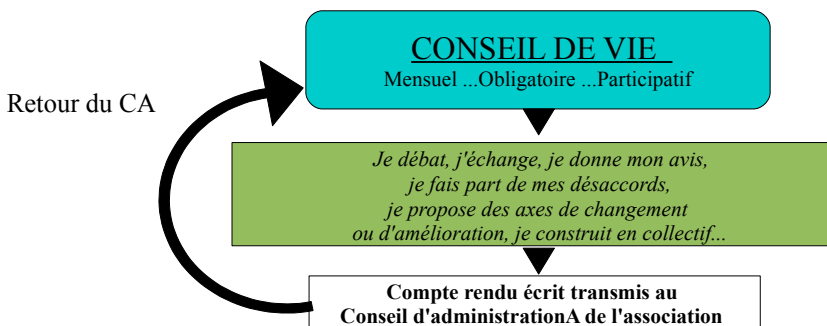 CONSEIL DE VIE
Mensuel ...Obligatoire ...Participatif
Retour du CA
Je débat, j'échange, je donne mon avis,
je fais part de mes désaccords,
je propose des axes de changement
ou d'amélioration, je construit en collectif...
Compte rendu écrit transmis au
Conseil d'administrationA de l'association